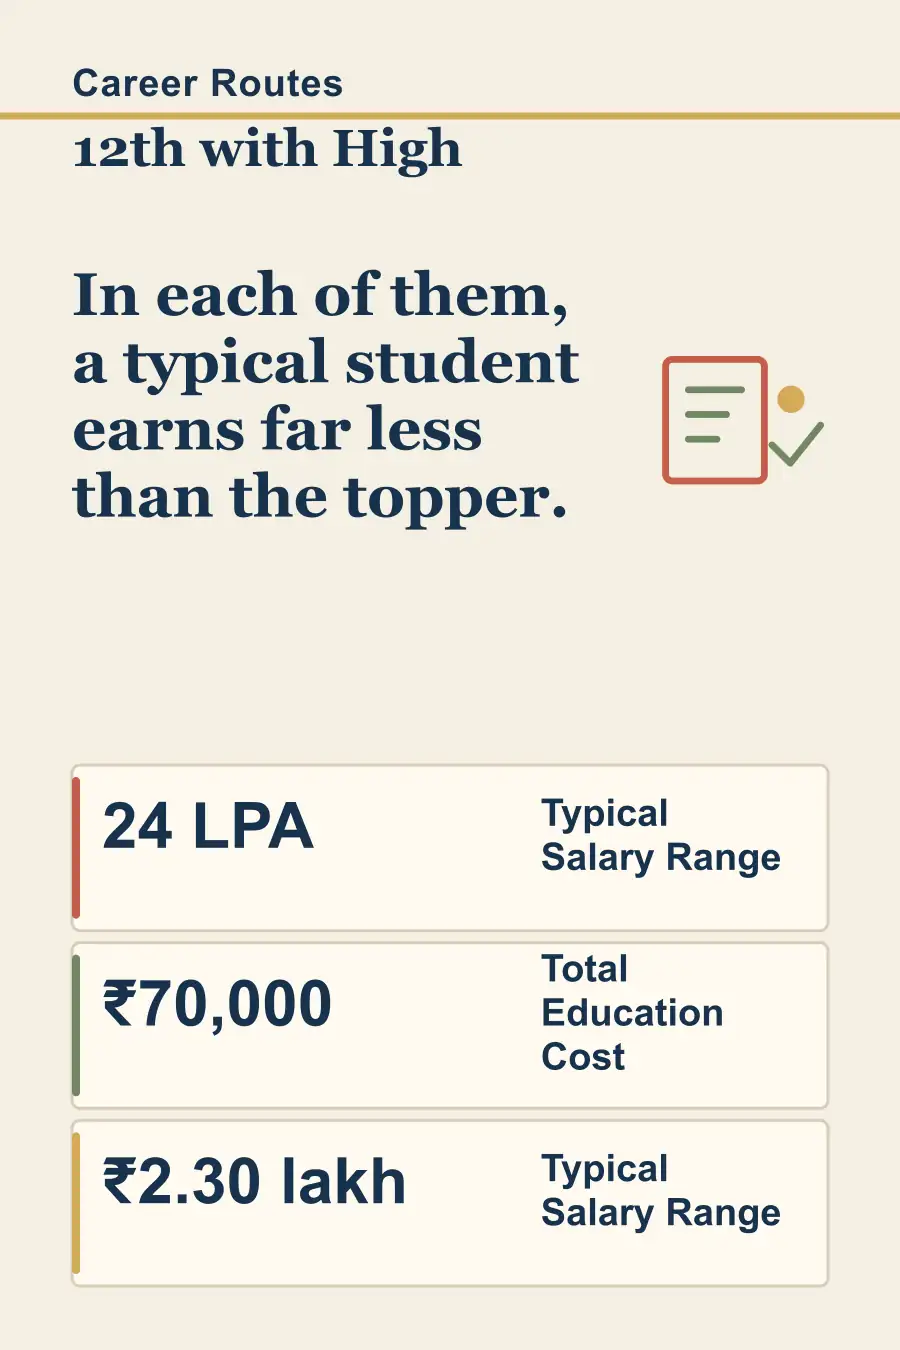 Career Routes
12th with High
In each of them,
a typical student
earns far less
than the topper.
24 LPA
Typical
Salary Range
₹70,000
Total
Education
Cost
₹2.30 lakh
Typical
Salary Range